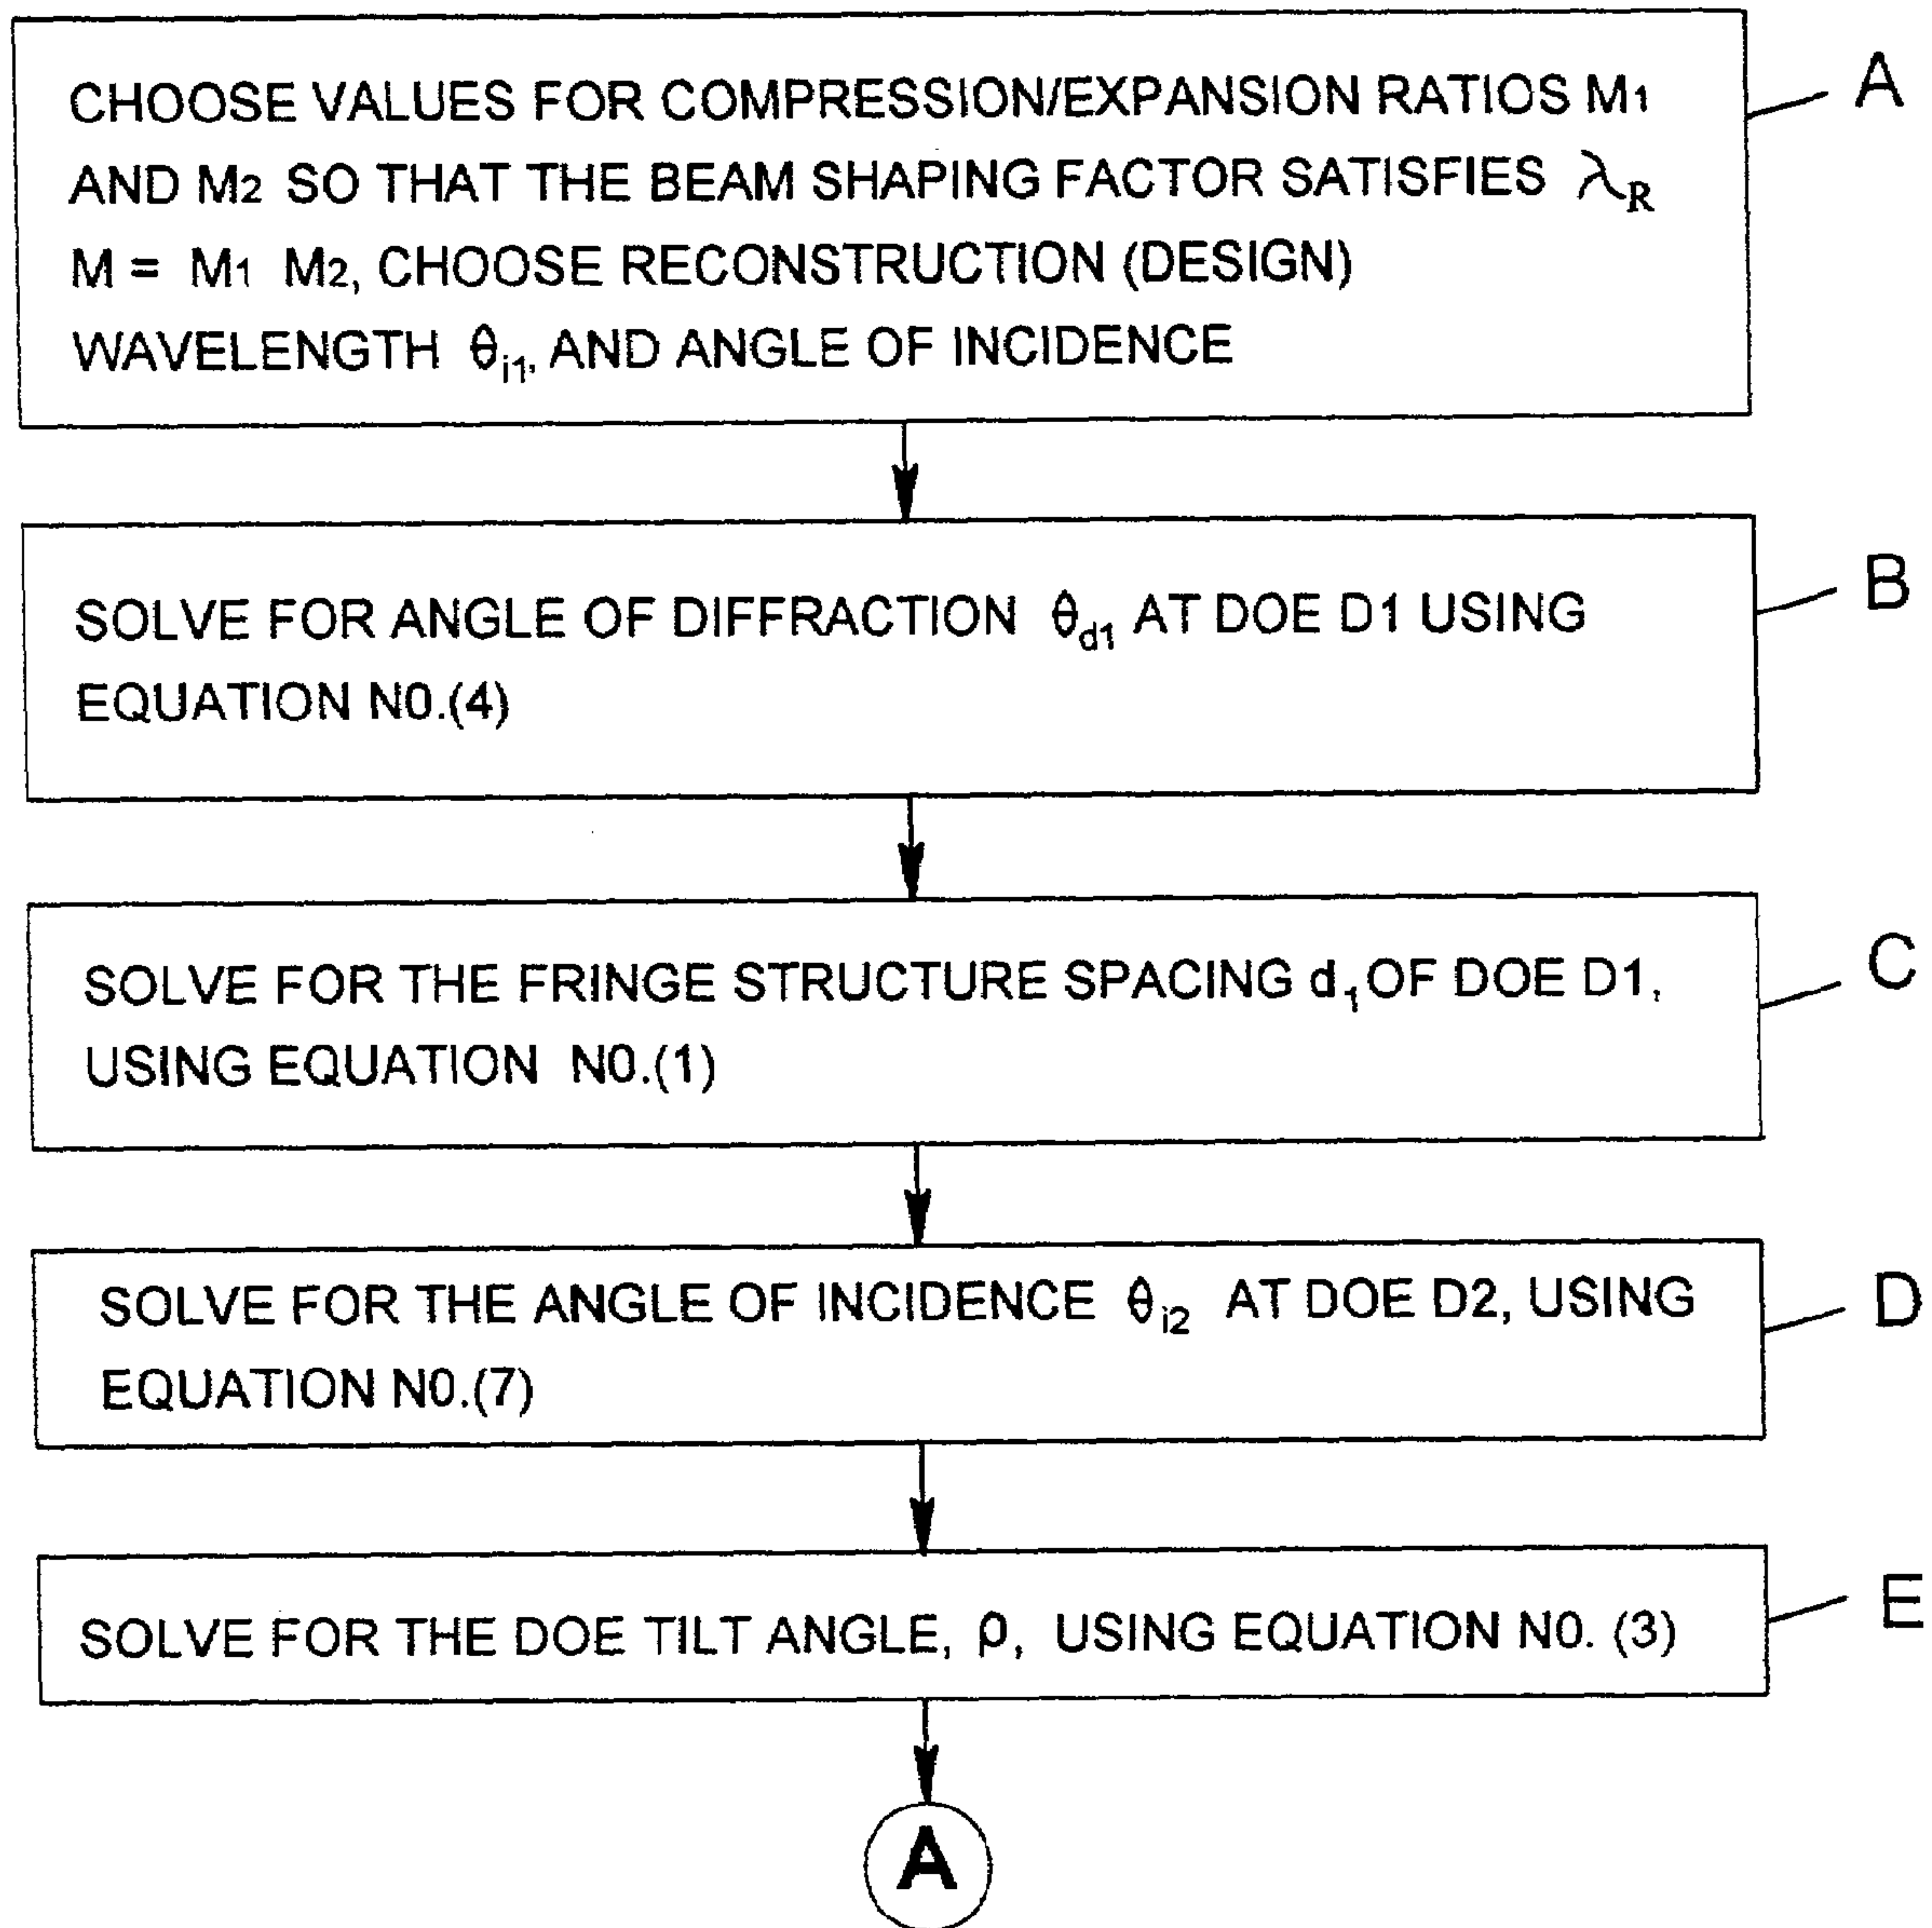 CHOOSE VALUES FOR COMPRESSION/EXPANSION RATIOS M1
AND M2 SO THAT THE BEAM SHAPING FACTOR SATISFIES λR
M = M1 M2, CHOOSE RECONSTRUCTION (DESIGN)
WAVELENGTH θi1, AND ANGLE OF INCIDENCE
A
SOLVE FOR ANGLE OF DIFFRACTION θd1 AT DOE D1 USING
EQUATION N0.(4)
B
SOLVE FOR THE FRINGE STRUCTURE SPACING d1 OF DOE D1,
USING EQUATION N0.(1)
C
SOLVE FOR THE ANGLE OF INCIDENCE θi2 AT DOE D2, USING
EQUATION N0.(7)
D
SOLVE FOR THE DOE TILT ANGLE, ρ, USING EQUATION N0. (3)
E
A